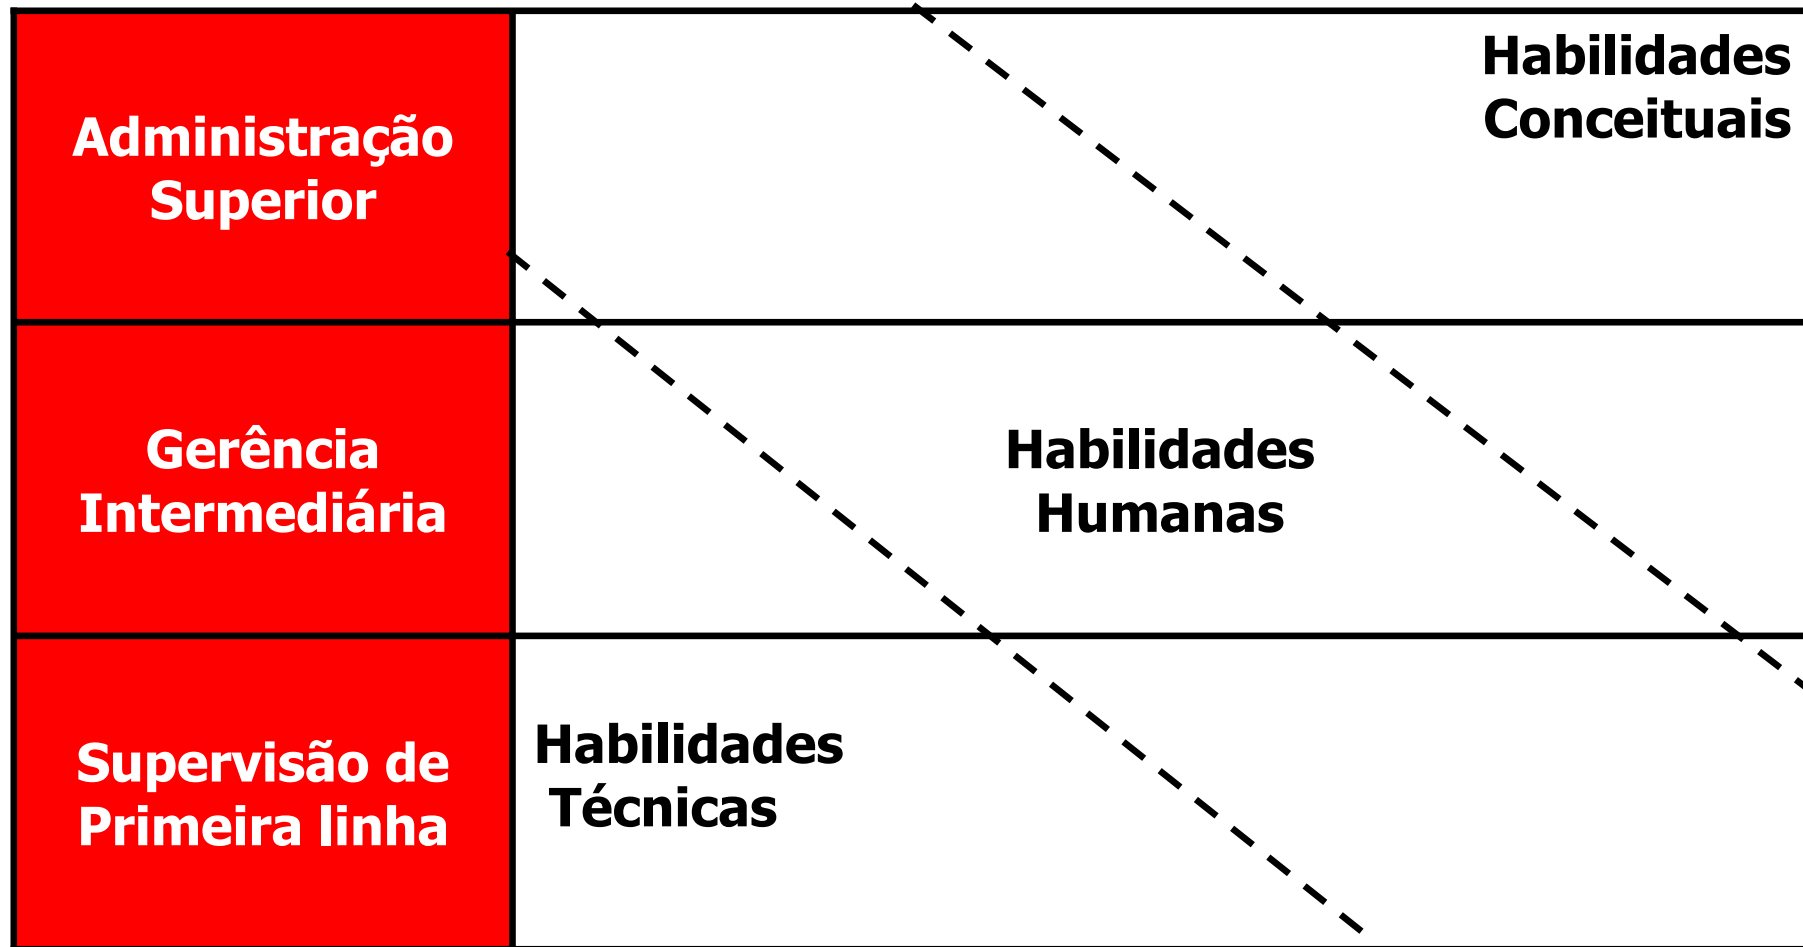 Administração
Superior
Habilidades
Conceituais
Gerência
Intermediária
Habilidades
Humanas
Supervisão de
Primeira linha
Habilidades
Técnicas